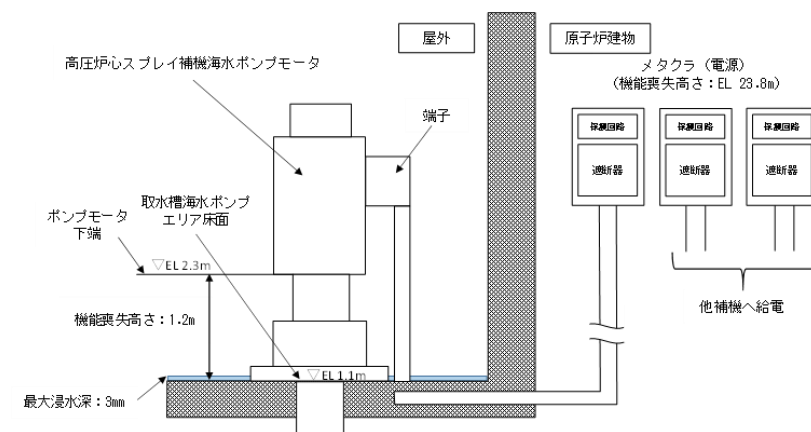 屋外
原子炉建物
高圧炉心スプレイ補機海水ポンプモータ
メタクラ（電源）
（機能喪失高さ：EL 23.8m）
端子
保護回路
保護回路
保護回路
遮断器
遮断器
遮断器
取水槽海水ポンプ
エリア床面
ポンプモータ
下端
▽EL 2.3m
他補機へ給電
機能喪失高さ：1.2m
▽EL 1.1m
最大浸水深：3mm